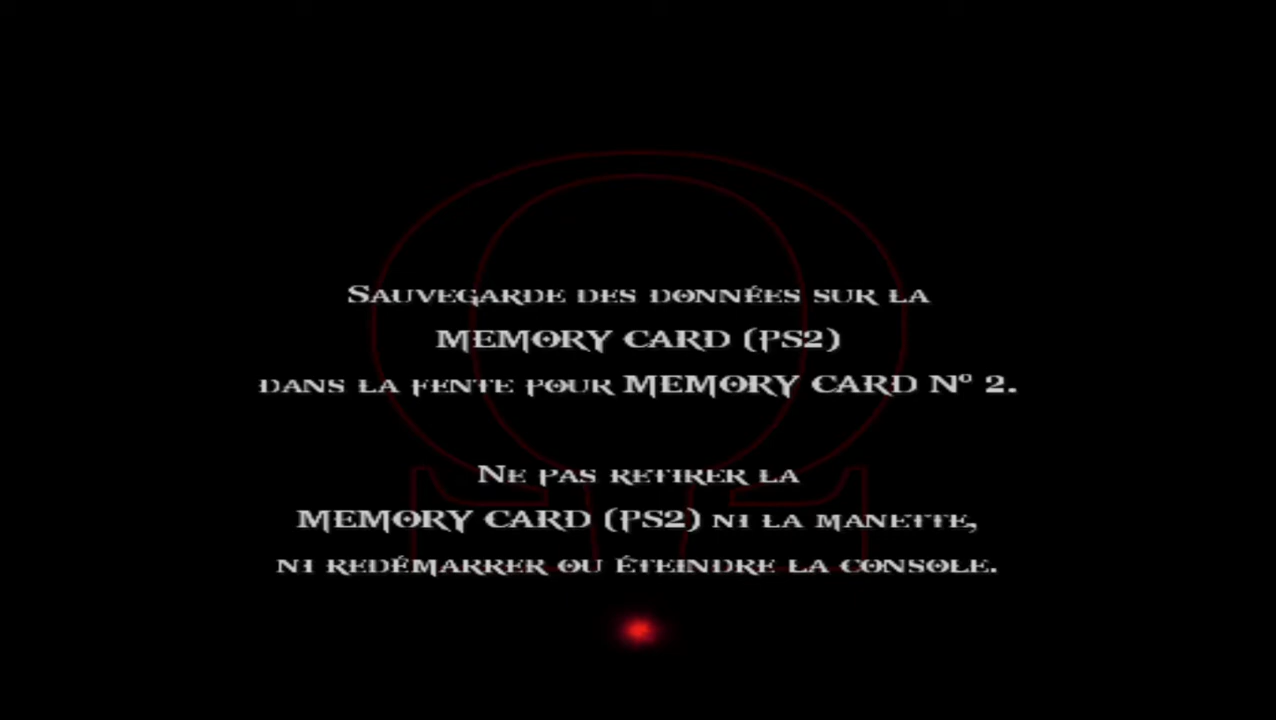 Sauvegarde des données sur la
MEMORY CARD (PS2)
dans la fente pour MEMORY CARD Nº 2.
Ne pas retirer la
MEMORY CARD (PS2) ni la manette,
ni redémarrer ou éteindre la console.